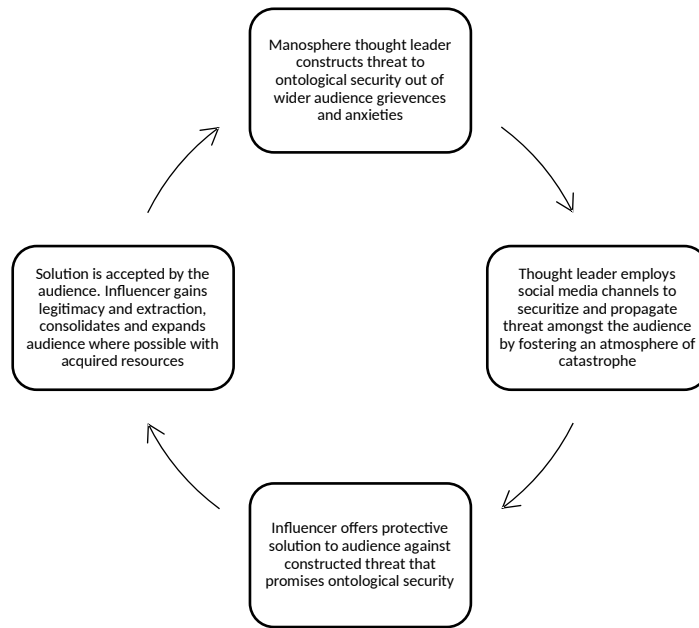 Manosphere thought leader
constructs threat to
ontological security out of
wider audience grievences
and anxieties
Thought leader employs
social media channels to
securitize and propagate
threat amongst the audience
by fostering an atmosphere of
catastrophe
Influencer offers protective
solution to audience against
constructed threat that
promises ontological security
Solution is accepted by the
audience. Influencer gains
legitimacy and extraction,
consolidates and expands
audience where possible with
acquired resources